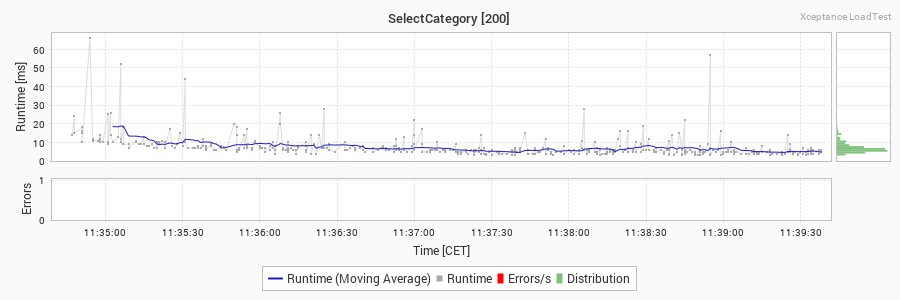 SelectCategory [200]
Xceptance LoadTest
Runtime [ms]
60
50
40
30
20
10
0
Errors
1
0
11:35:00 11:35:30 11:36:00 11:36:30 11:37:00 11:37:30 11:38:00 11:38:30 11:39:00 11:39:30
Time [CET]
Runtime (Moving Average) Runtime Errors/s Distribution